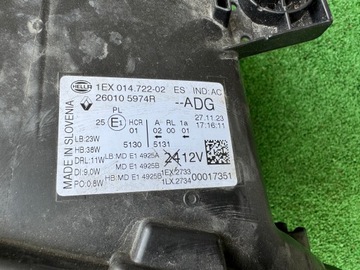 HELLA
1EX 014.722-02 ES IND:AC
26010 5974R --ADG
PL
27.11.23
17:16:11
MADE IN SLOVENIA
25 E1 HCR A RL 1a
01 02 00 01
LB:23W 5130 5131
HB:38W LB:MD E1 4925A 24 12V
DRL:11W MD E1 4925B
DI:9,0W HB:MD E1 4925B 1EX.2733
PO:0,8W 1LX.2734 00017351